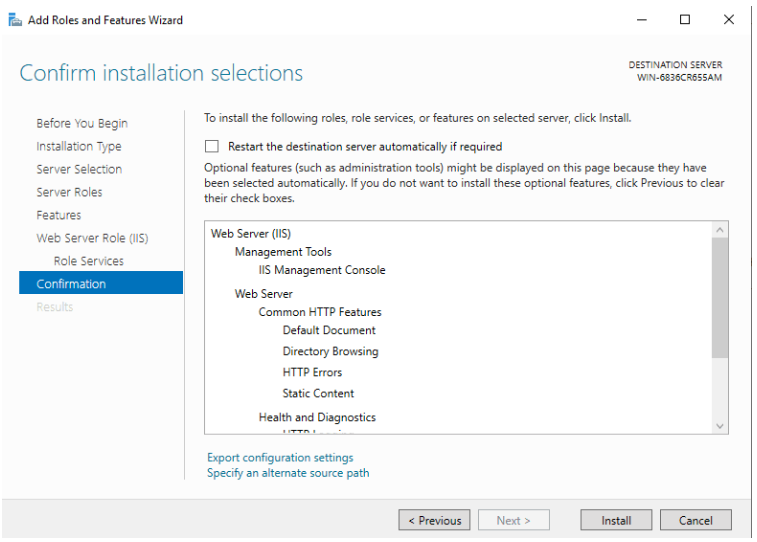 Add Roles and Features Wizard
Confirm installation selections
DESTINATION SERVER
WIN-6836CR655AM
Before You Begin
Installation Type
Server Selection
Server Roles
Features
Web Server Role (IIS)
Role Services
Confirmation
Results
To install the following roles, role services, or features on selected server, click Install.
Restart the destination server automatically if required
Optional features (such as administration tools) might be displayed on this page because they have
been selected automatically. If you do not want to install these optional features, click Previous to clear
their check boxes.
Web Server (IIS)
Management Tools
IIS Management Console
Web Server
Common HTTP Features
Default Document
Directory Browsing
HTTP Errors
Static Content
Health and Diagnostics
Export configuration settings
Specify an alternate source path
< Previous
Next >
Install
Cancel